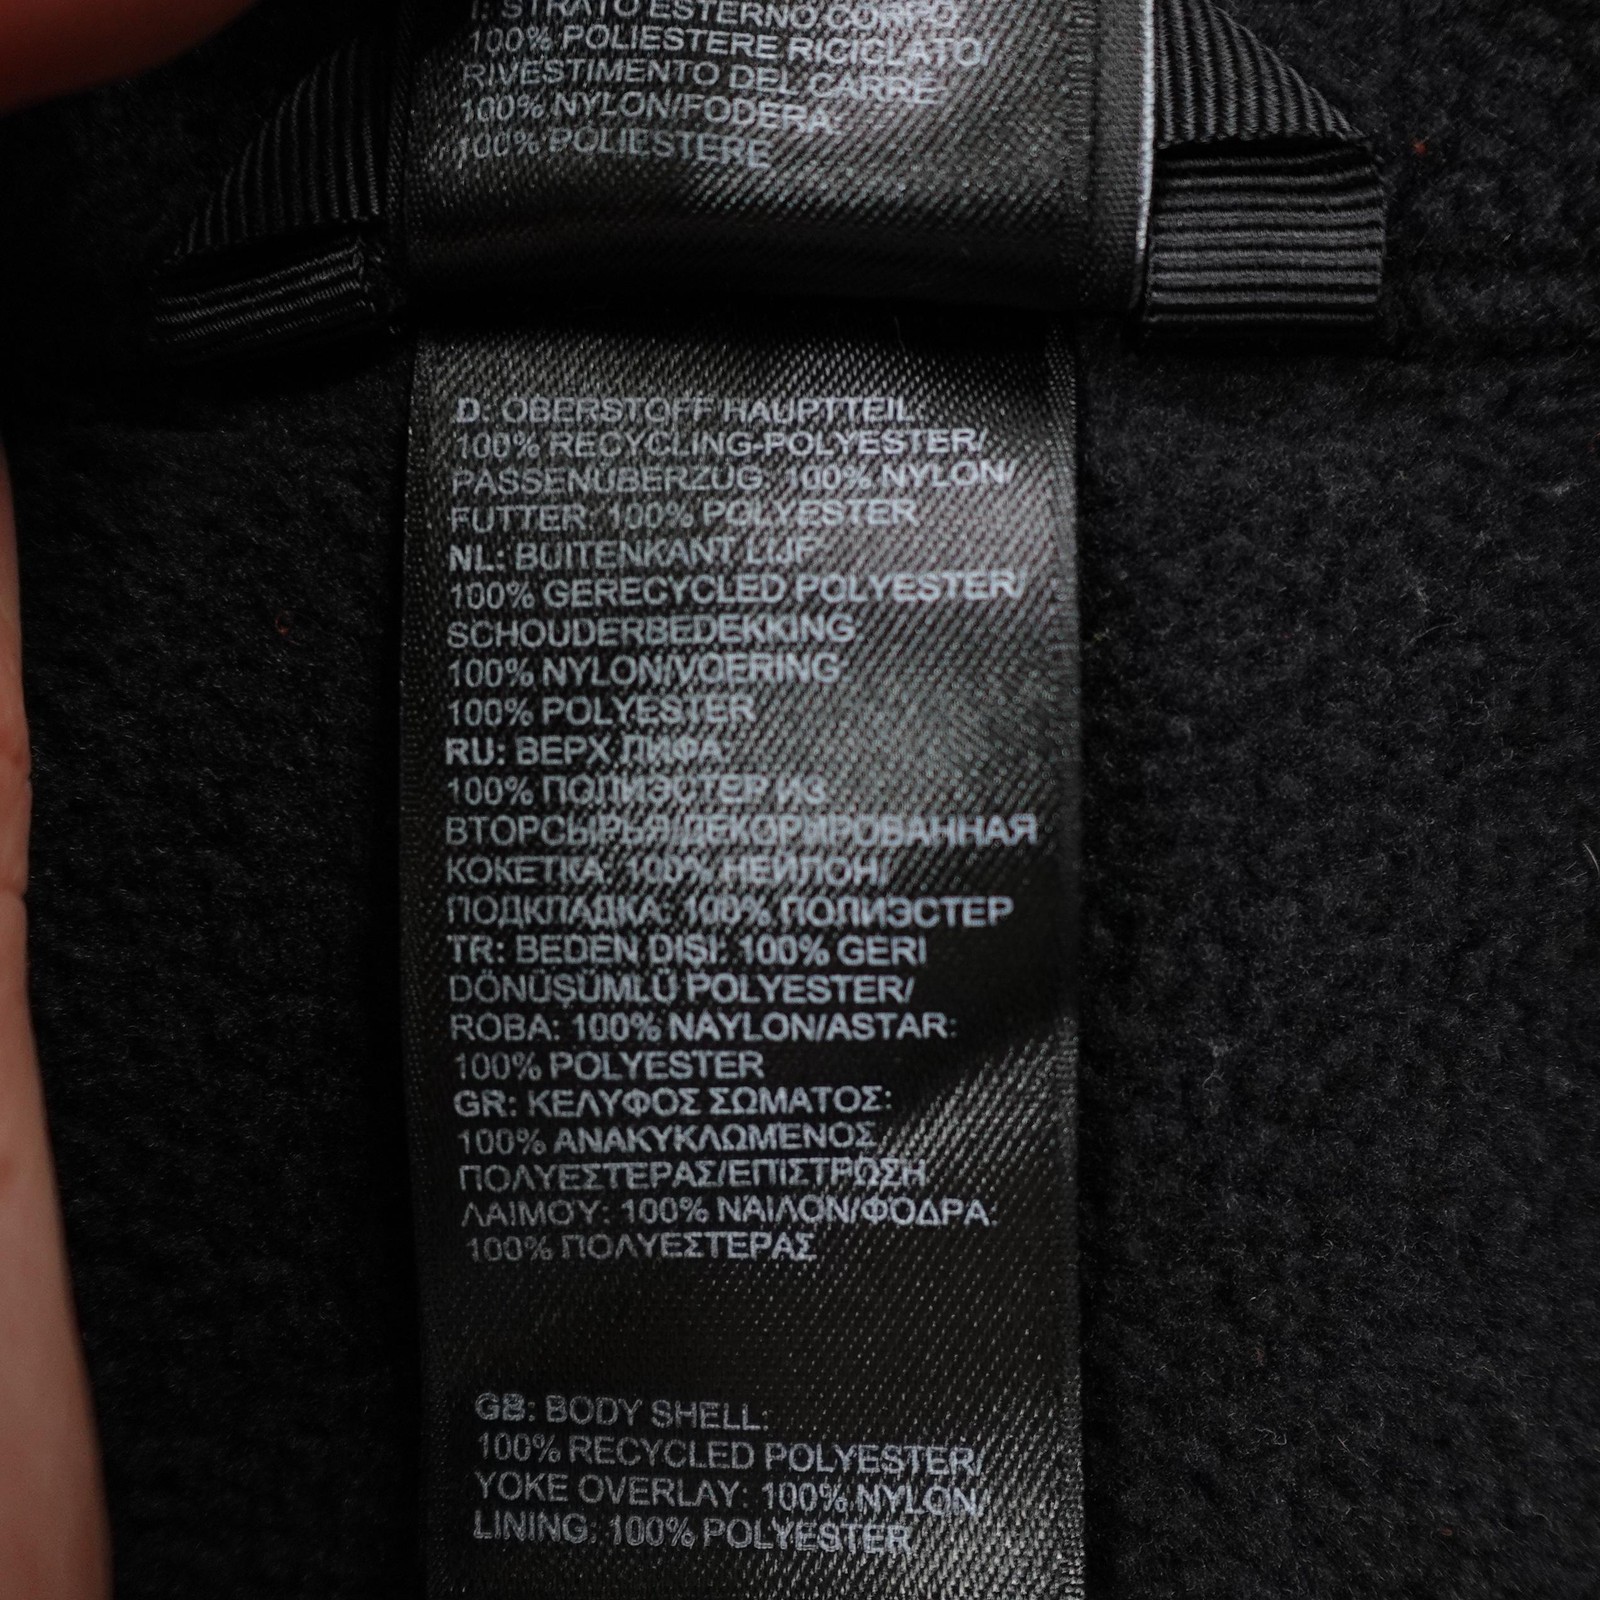 I: STRATO ESTERNO CORPO:
100% POLIESTERE RICICLATO/
RIVESTIMENTO DEL CARRE:
100% NYLON/FODERA:
100% POLIESTERE
D: OBERSTOFF HAUPTTEIL:
100% RECYCLING-POLYESTER/
PASSENÜBERZUG: 100% NYLON/
FUTTER: 100% POLYESTER
NL: BUITENKANT LIJF:
100% GERECYCLED POLYESTER/
SCHOUDERBEDEKKING:
100% NYLON/VOERING:
100% POLYESTER
RU: ВЕРХ ЛИФА:
100% ПОЛИЭСТЕР ИЗ
ВТОРСЫРЬЯ/ДЕКОРИРОВАННАЯ
КОКЕТКА: 100% НЕЙЛОН/
ПОДКЛАДКА: 100% ПОЛИЭСТЕР
TR: BEDEN DIŞI: 100% GERI
DÖNÜŞÜMLÜ POLYESTER/
ROBA: 100% NAYLON/ASTAR:
100% POLYESTER
GR: ΚΕΛΥΦΟΣ ΣΩΜΑΤΟΣ:
100% ΑΝΑΚΥΚΛΩΜΕΝΟΣ
ΠΟΛΥΕΣΤΕΡΑΣ/ΕΠΙΣΤΡΩΣΗ
ΛΑΙΜΟΥ: 100% ΝΑΙΛΟΝ/ΦΟΔΡΑ:
100% ΠΟΛΥΕΣΤΕΡΑΣ
GB: BODY SHELL:
100% RECYCLED POLYESTER/
YOKE OVERLAY: 100% NYLON/
LINING: 100% POLYESTER